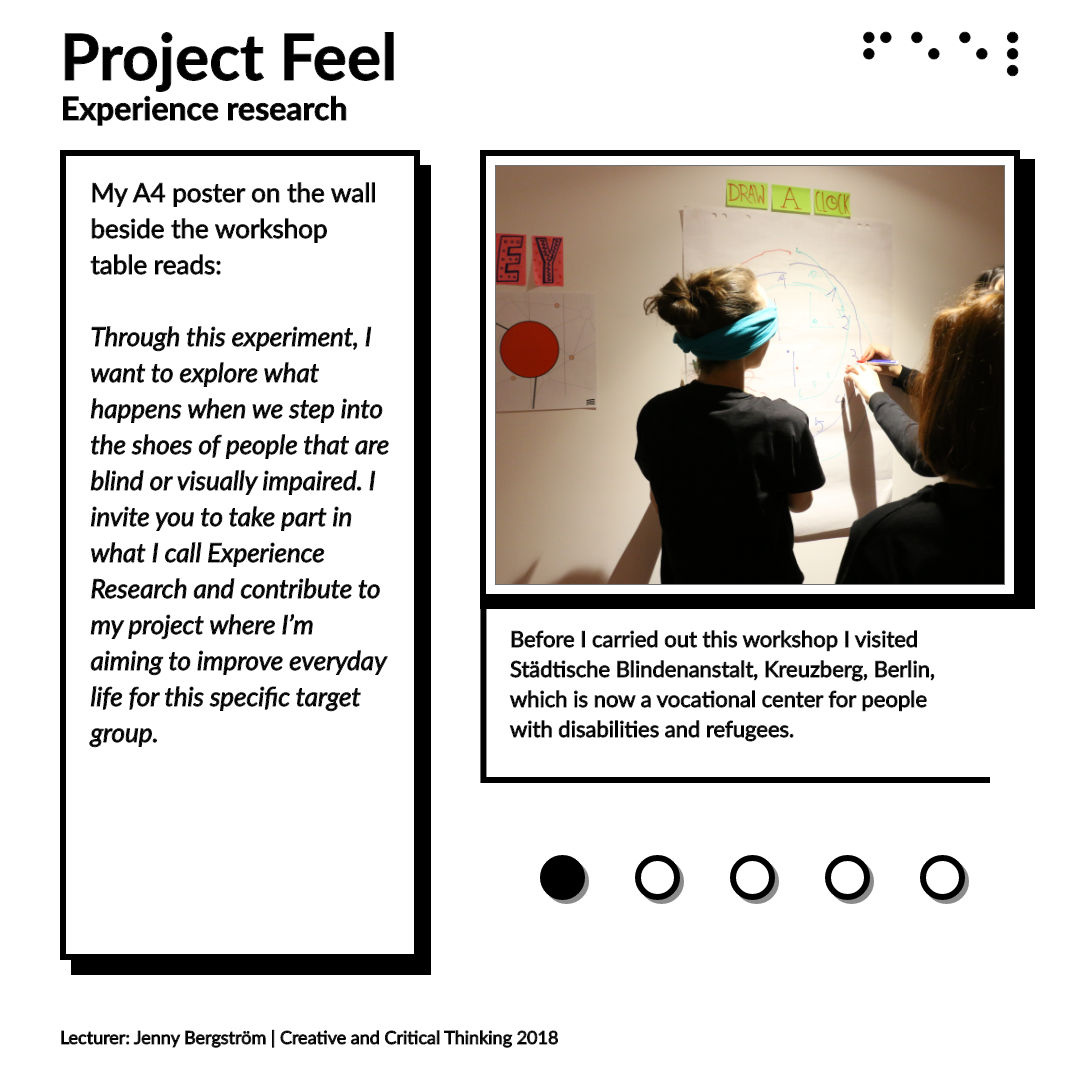 Project Feel
⠋⠑⠑⠇
Experience research
My A4 poster on the wall
beside the workshop
table reads:
Through this experiment, I
want to explore what
happens when we step into
the shoes of people that are
blind or visually impaired. I
invite you to take part in
what I call Experience
Research and contribute to
my project where I’m
aiming to improve everyday
life for this specific target
group.
DRAW A CLOCK
EY
Before I carried out this workshop I visited
Städtische Blindenanstalt, Kreuzberg, Berlin,
which is now a vocational center for people
with disabilities and refugees.
Lecturer: Jenny Bergström | Creative and Critical Thinking 2018